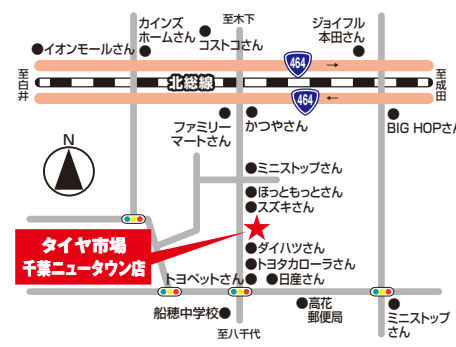 至木下
カインズ
ホームさん
コストコさん
ジョイフル
本田さん
イオンモールさん
464
至白井
北総線
至成田
464
ファミリー
マートさん
かつやさん
BIG HOPさん
N
ミニストップさん
ほっともっとさん
スズキさん
タイヤ市場
千葉ニュータウン店
ダイハツさん
トヨタカローラさん
トヨペットさん
日産さん
船穂中学校
至八千代
高花
郵便局
ミニストップ
さん